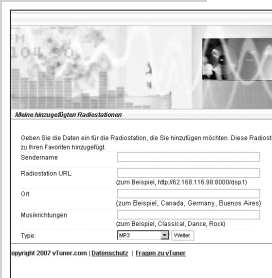 Meine hinzugefügten Radiostationen
Geben Sie die Daten ein für die Radiostation, die Sie hinzufügen möchten. Diese Radiost
zu Ihren Favoriten hinzugefügt.
Sendername
Radiostation URL
(zum Beispiel, http://62.168.116.98:8000/dsp1)
Ort
(zum Beispiel, Canada, Germany, Buenos Aires)
Musikrichtungen
(zum Beispiel, Classical, Dance, Rock)
Type: MP3 Weiter
opyright 2007 vTuner.com | Datenschutz | Fragen zu vTuner